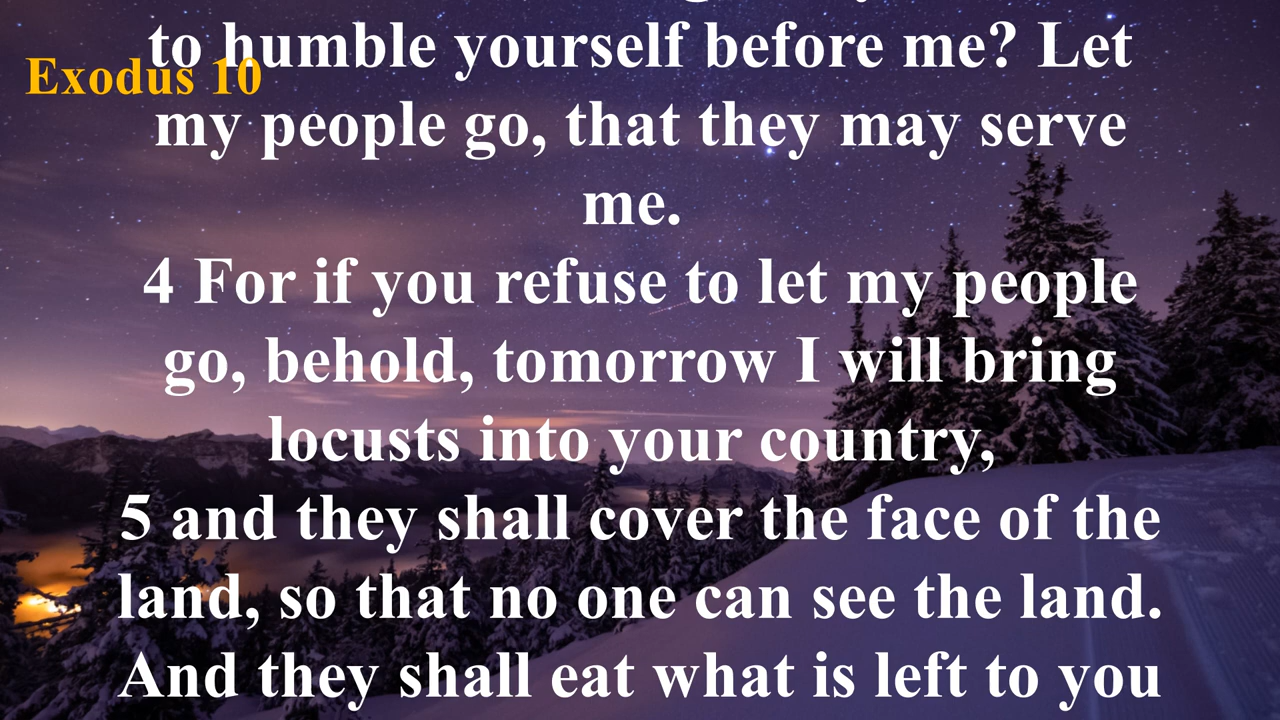 to humble yourself before me? Let
Exodus 10
my people go, that they may serve
me.
4 For if you refuse to let my people
go, behold, tomorrow I will bring
locusts into your country,
5 and they shall cover the face of the
land, so that no one can see the land.
And they shall eat what is left to you